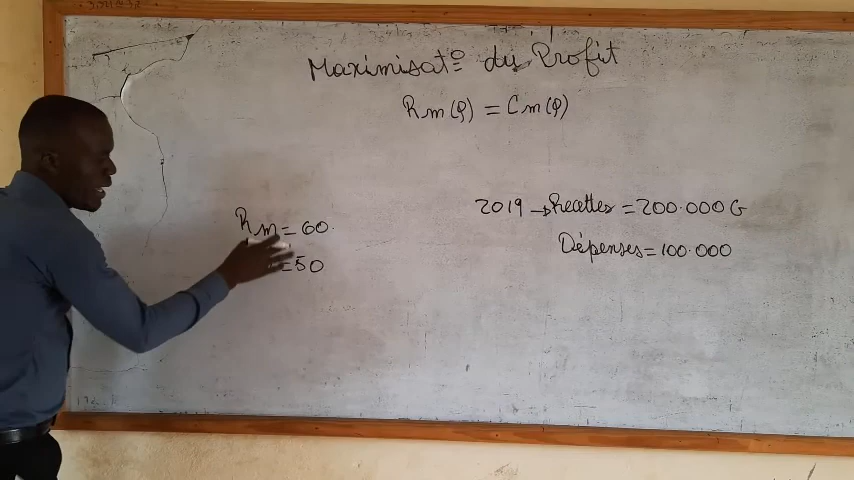 Maximisat° du Profit
Rm(Q) = Cm(Q)
Rm = 60
= 50
2019 → Recettes = 200.000 G
Dépenses = 100.000